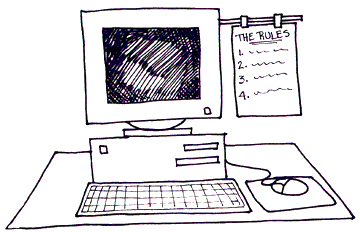 THE RULES
1.
2.
3.
4.